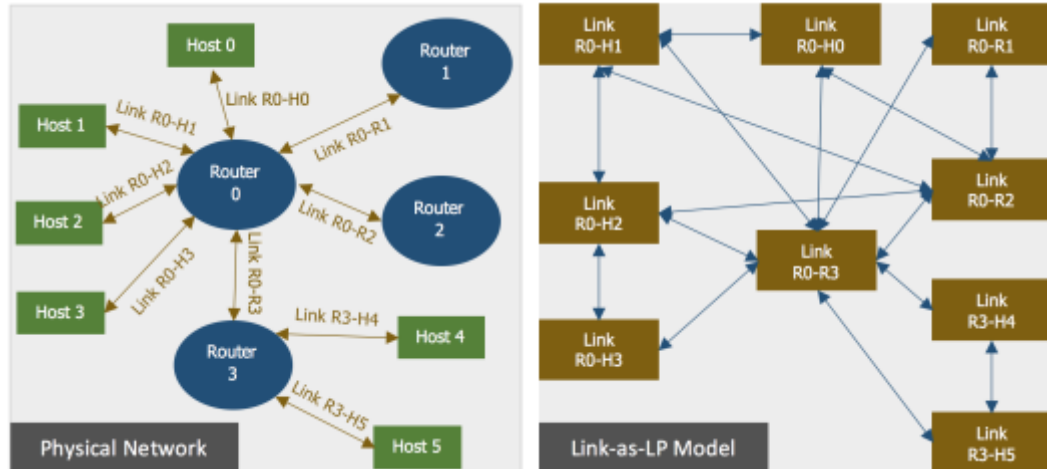 Host 0
Router
1
Link R0-H0
Host 1
Link R0-H1
Link R0-R1
Router
0
Link R0-H2
Host 2
Link R0-R2
Router
2
Link R0-H3
Link R0-R3
Host 3
Link R3-H4
Host 4
Router
3
Link R3-H5
Host 5
Physical Network
Link
R0-H1
Link
R0-H0
Link
R0-R1
Link
R0-H2
Link
R0-R2
Link
R0-R3
Link
R0-H3
Link
R3-H4
Link
R3-H5
Link-as-LP Model